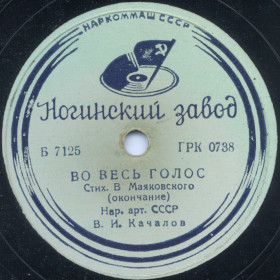 НАРКОММАШ СССР
Ногинский завод
Б 7125 ГРК 0738
ВО ВЕСЬ ГОЛОС
Стих. В Маяковского
(окончание)
Нар. арт. СССР
В. И. Качалов